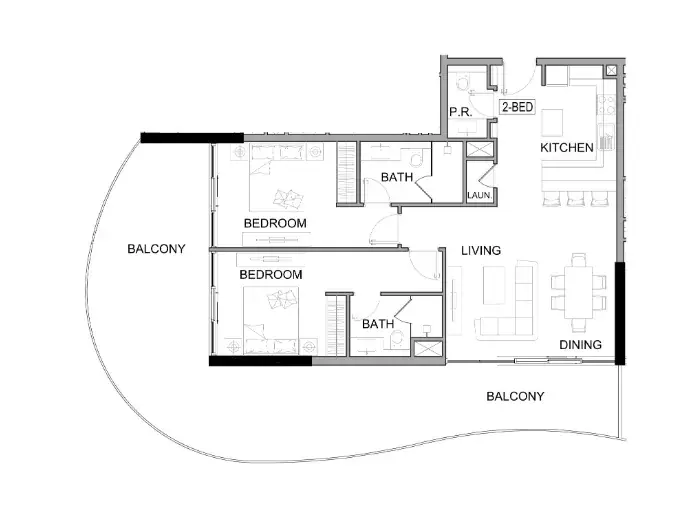 2-BED
P.R.
KITCHEN
BATH
LAUN.
BEDROOM
BALCONY
LIVING
BEDROOM
BATH
DINING
BALCONY